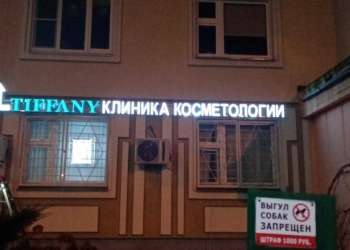 TIFFANY КЛИНИКА КОСМЕТОЛОГИИ
ВЫГУЛ
СОБАК
ЗАПРЕЩЕН
ШТРАФ 1000 РУБ.